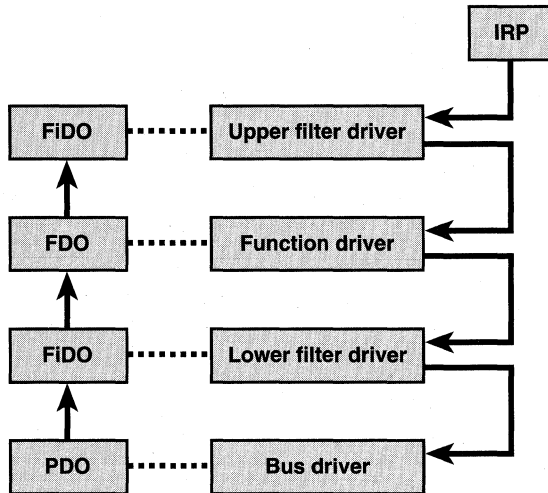 IRP
FiDO
Upper filter driver
FDO
Function driver
FiDO
Lower filter driver
PDO
Bus driver